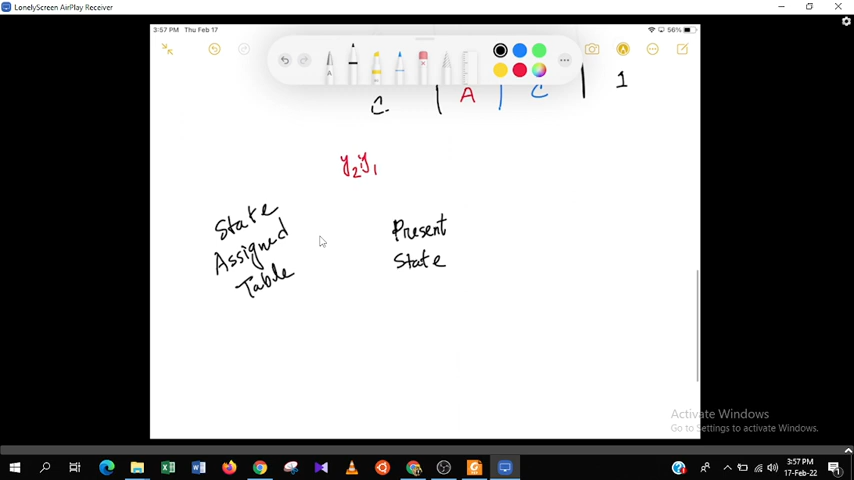 LonelyScreen AirPlay Receiver
3:57 PM Thu Feb 17
56%
A
C | A | C | 1
y2y1
State
Assigned
Table
Present
State
Activate Windows
Go to Settings to activate Windows.
3:57 PM
17-Feb-22